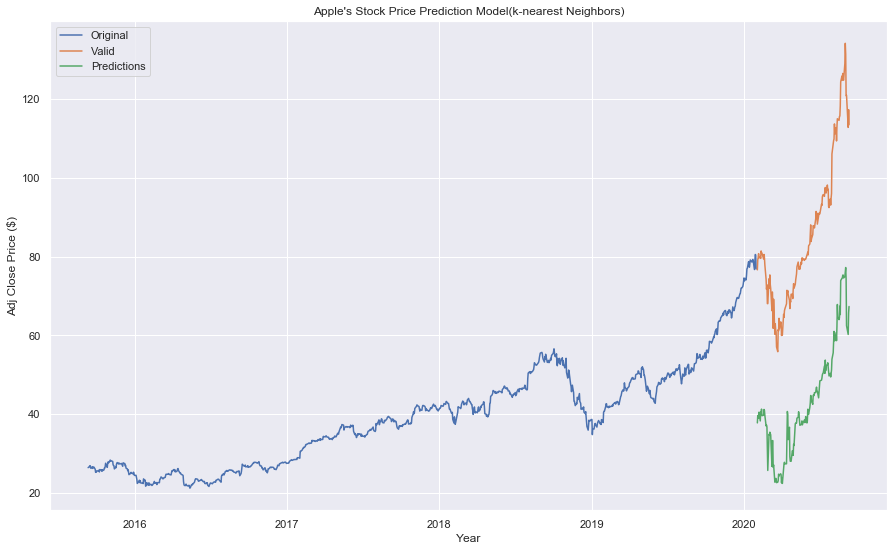 Apple's Stock Price Prediction Model(k-nearest Neighbors)
Original
Valid
Predictions
Adj Close Price ($)
120
100
80
60
40
20
2016 2017 2018 2019 2020
Year